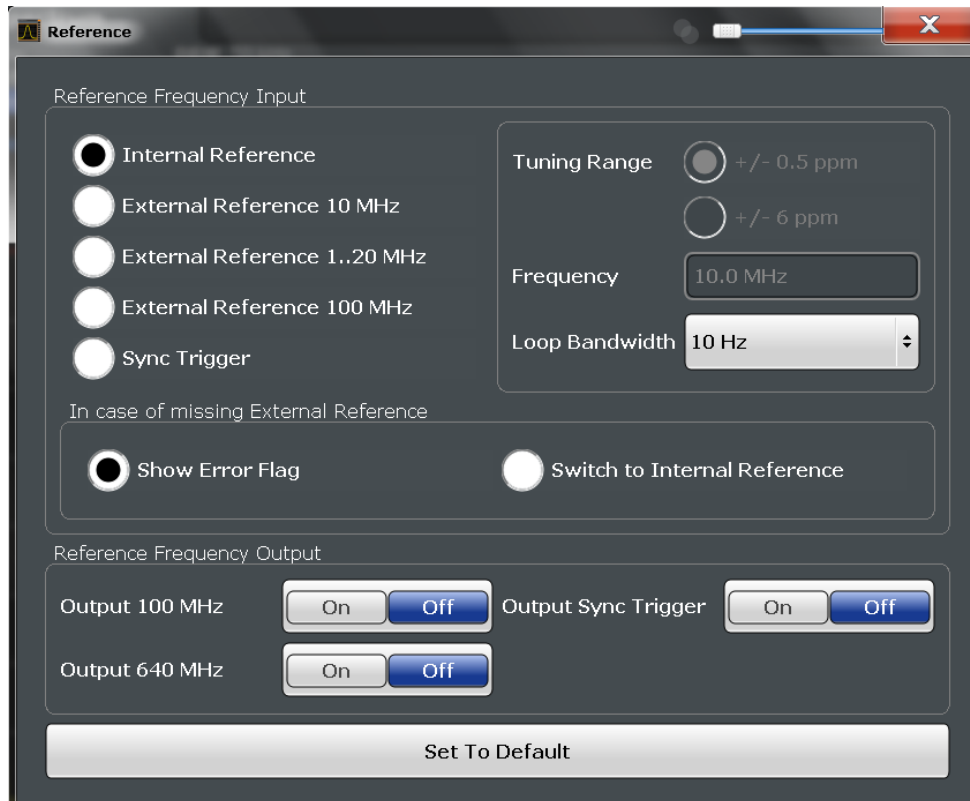 Reference
Reference Frequency Input
Internal Reference
External Reference 10 MHz
External Reference 1..20 MHz
External Reference 100 MHz
Sync Trigger
Tuning Range
+/- 0.5 ppm
+/- 6 ppm
Frequency
10.0 MHz
Loop Bandwidth
10 Hz
In case of missing External Reference
Show Error Flag
Switch to Internal Reference
Reference Frequency Output
Output 100 MHz
On Off
Output Sync Trigger
On Off
Output 640 MHz
On Off
Set To Default